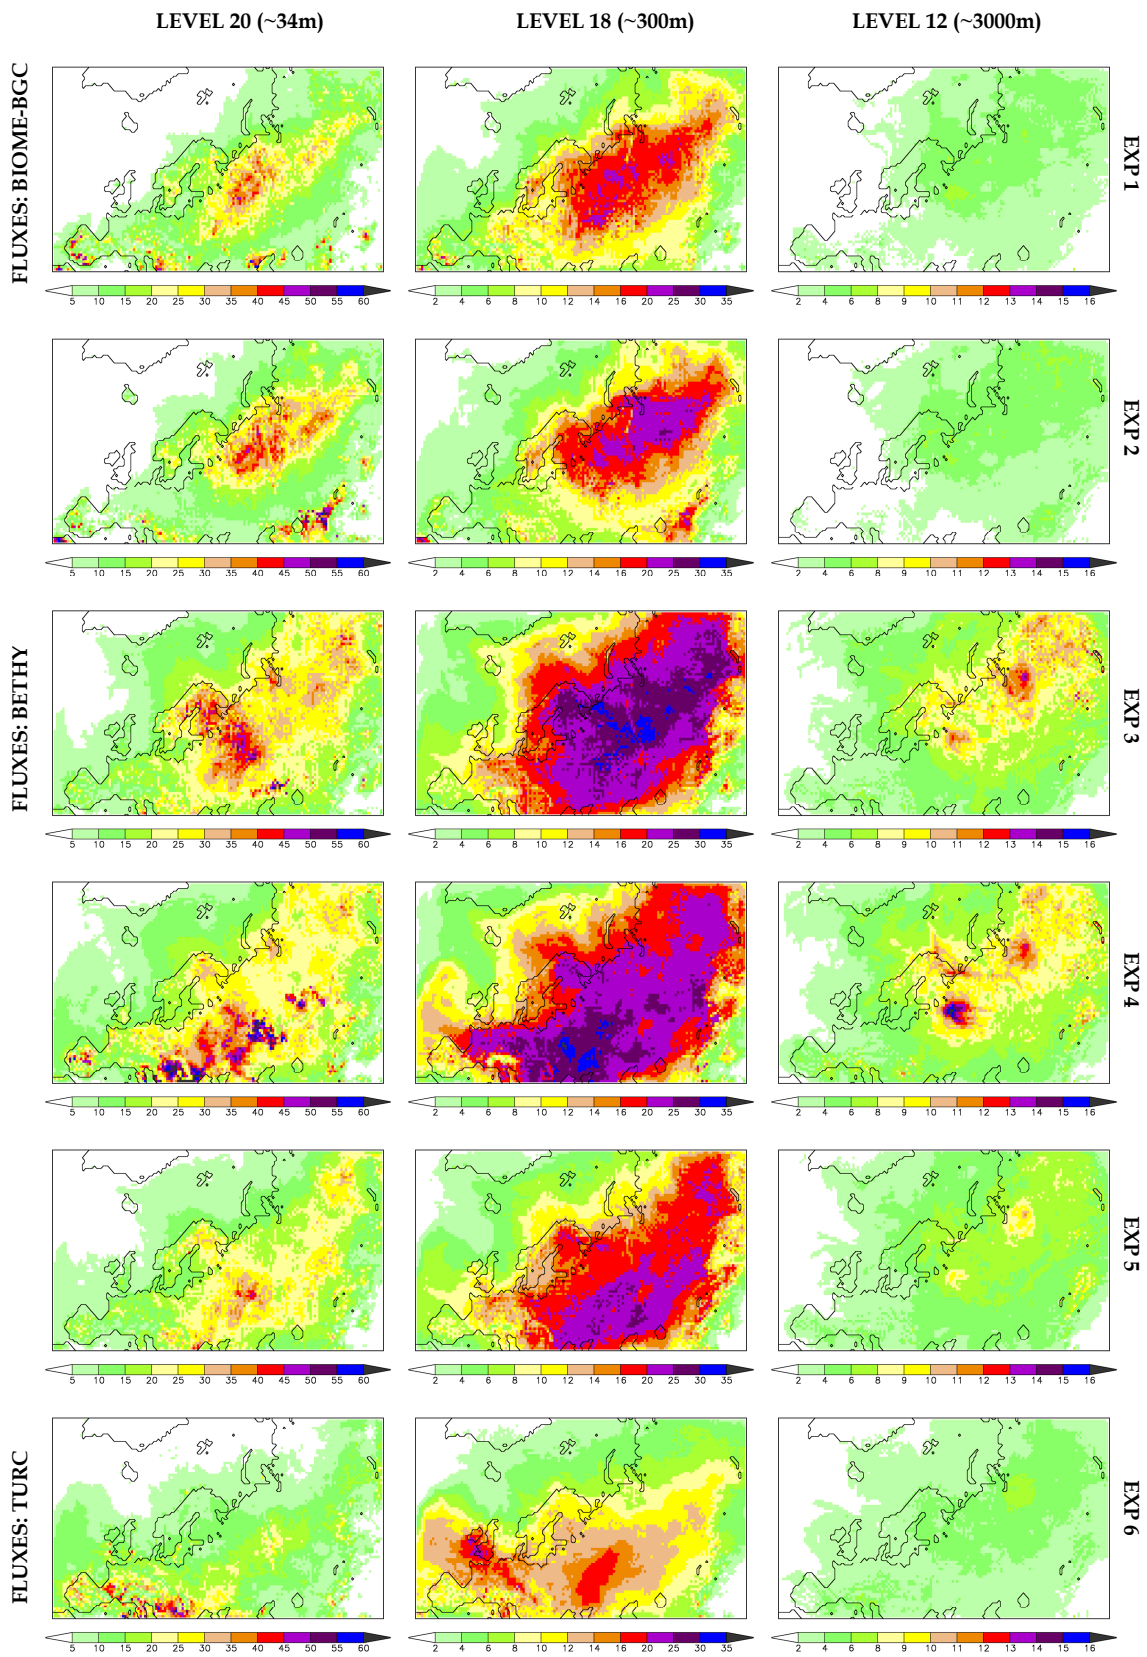 LEVEL 20 (~34m) LEVEL 18 (~300m) LEVEL 12 (~3000m)
FLUXES: BIOME-BGC
EXP1
5 10 15 20 25 30 35 40 45 50 55 60
2 4 6 8 10 12 14 16 20 25 30 35
2 4 6 8 9 10 11 12 13 14 15 16
EXP 2
5 10 15 20 25 30 35 40 45 50 55 60
2 4 6 8 10 12 14 16 20 25 30 35
2 4 6 8 9 10 11 12 13 14 15 16
FLUXES: BETHY
EXP 3
5 10 15 20 25 30 35 40 45 50 55 60
2 4 6 8 10 12 14 16 20 25 30 35
2 4 6 8 9 10 11 12 13 14 15 16
EXP 4
5 10 15 20 25 30 35 40 45 50 55 60
2 4 6 8 10 12 14 16 20 25 30 35
2 4 6 8 9 10 11 12 13 14 15 16
EXP 5
5 10 15 20 25 30 35 40 45 50 55 60
2 4 6 8 10 12 14 16 20 25 30 35
2 4 6 8 9 10 11 12 13 14 15 16
FLUXES: TURC
EXP 6
5 10 15 20 25 30 35 40 45 50 55 60
2 4 6 8 10 12 14 16 20 25 30 35
2 4 6 8 9 10 11 12 13 14 15 16